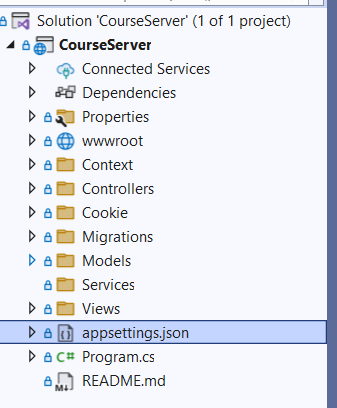 Solution 'CourseServer' (1 of 1 project)
CourseServer
Connected Services
Dependencies
Properties
wwwroot
Context
Controllers
Cookie
Migrations
Models
Services
Views
appsettings.json
C# Program.cs
M↓ README.md